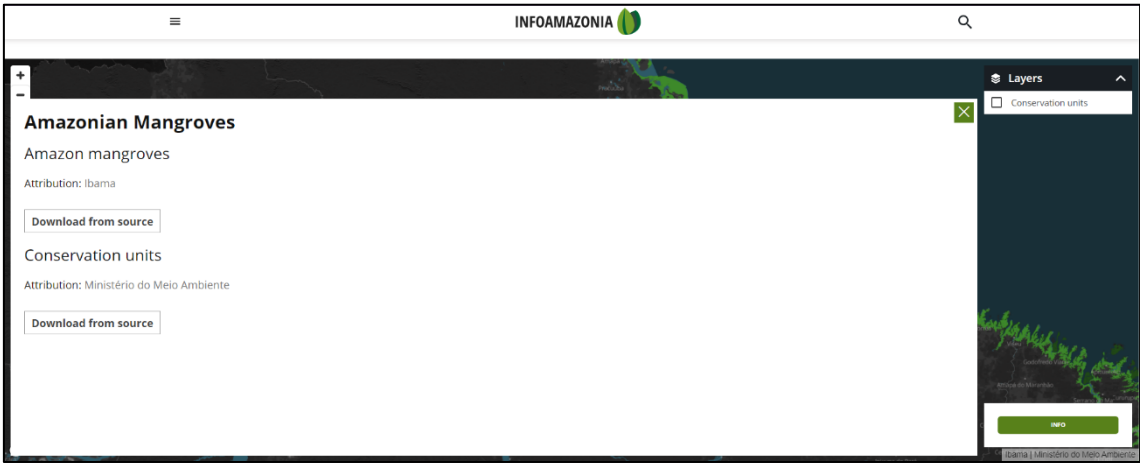 INFOAMAZONIA
+
−
Layers
Conservation units
Amazonian Mangroves
Amazon mangroves
Attribution: Ibama
Download from source
Conservation units
Attribution: Ministério do Meio Ambiente
Download from source
INFO
Ibama | Ministério do Meio Ambiente